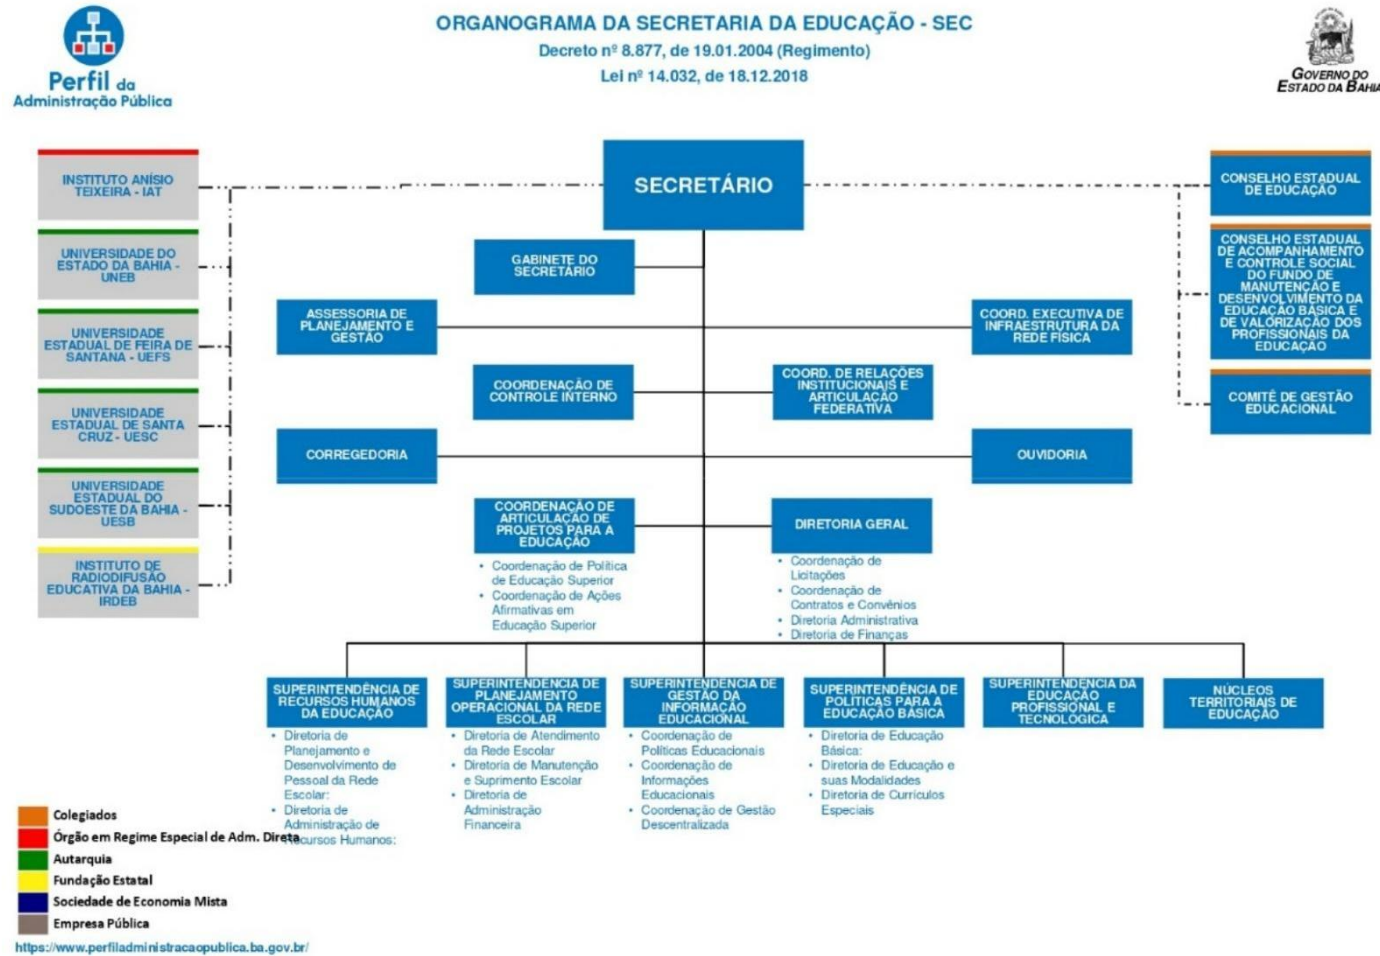 Perfil da
Administração Pública
ORGANOGRAMA DA SECRETARIA DA EDUCAÇÃO - SEC
Decreto nº 8.877, de 19.01.2004 (Regimento)
Lei nº 14.032, de 18.12.2018
GOVERNO DO
ESTADO DA BAHIA
SECRETÁRIO
INSTITUTO ANÍSIO
TEIXEIRA - IAT
UNIVERSIDADE DO
ESTADO DA BAHIA -
UNEB
UNIVERSIDADE
ESTADUAL DE FEIRA DE
SANTANA - UEFS
UNIVERSIDADE
ESTADUAL DE SANTA
CRUZ - UESC
UNIVERSIDADE
ESTADUAL DO
SUDOESTE DA BAHIA -
UESB
INSTITUTO DE
RADIODIFUSÃO
EDUCATIVA DA BAHIA -
IRDEB
CONSELHO ESTADUAL
DE EDUCAÇÃO
CONSELHO ESTADUAL
DE ACOMPANHAMENTO
E CONTROLE SOCIAL
DO FUNDO DE
MANUTENÇÃO E
DESENVOLVIMENTO DA
EDUCAÇÃO BÁSICA E
DE VALORIZAÇÃO DOS
PROFISSIONAIS DA
EDUCAÇÃO
COMITÊ DE GESTÃO
EDUCACIONAL
GABINETE DO
SECRETÁRIO
ASSESSORIA DE
PLANEJAMENTO E
GESTÃO
COORD. EXECUTIVA DE
INFRAESTRUTURA DA
REDE FÍSICA
COORDENAÇÃO DE
CONTROLE INTERNO
COORD. DE RELAÇÕES
INSTITUCIONAIS E
ARTICULAÇÃO
FEDERATIVA
CORREGEDORIA
OUVIDORIA
COORDENAÇÃO DE
ARTICULAÇÃO DE
PROJETOS PARA A
EDUCAÇÃO
• Coordenação de Política
de Educação Superior
• Coordenação de Ações
Afirmativas em
Educação Superior
DIRETORIA GERAL
• Coordenação de
Licitações
• Coordenação de
Contratos e Convênios
• Diretoria Administrativa
• Diretoria de Finanças
SUPERINTENDÊNCIA DE
RECURSOS HUMANOS
DA EDUCAÇÃO
• Diretoria de
Planejamento e
Desenvolvimento de
Pessoal da Rede
Escolar:
• Diretoria de
Administração de
Recursos Humanos:
SUPERINTENDENCIA DE
PLANEJAMENTO
OPERACIONAL DA REDE
ESCOLAR
• Diretoria de Atendimento
da Rede Escolar
• Diretoria de Manutenção
e Suprimento Escolar
• Diretoria de
Administração
Financeira
SUPERINTENDENCIA DE
GESTÃO DA
INFORMAÇÃO
EDUCACIONAL
• Coordenação de
Políticas Educacionais
• Coordenação de
Informações
Educacionais
• Coordenação de Gestão
Descentralizada
SUPERINTENDÊNCIA DE
POLÍTICAS PARA A
EDUCAÇÃO BÁSICA
• Diretoria de Educação
Básica:
• Diretoria de Educação e
suas Modalidades
• Diretoria de Currículos
Especiais
SUPERINTENDENCIA DA
EDUCAÇÃO
PROFISSIONAL E
TECNOLÓGICA
NÚCLEOS
TERRITORIAIS DE
EDUCAÇÃO
Colegiados
Órgão em Regime Especial de Adm. Direta
Autarquia
Fundação Estatal
Sociedade de Economia Mista
Empresa Pública
https://www.perfiladministracaopublica.ba.gov.br/